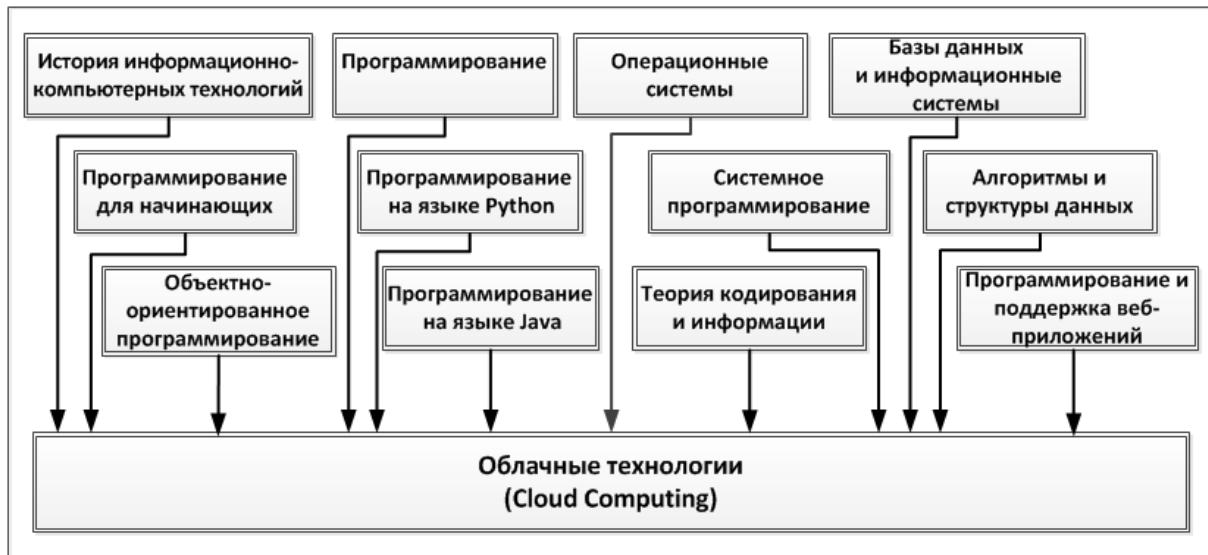 История информационно-
компьютерных технологий
Программирование
Операционные
системы
Базы данных
и информационные
системы
Программирование
для начинающих
Программирование
на языке Python
Системное
программирование
Алгоритмы и
структуры данных
Объектно-
ориентированное
программирование
Программирование
на языке Java
Теория кодирования
и информации
Программирование и
поддержка веб-
приложений
Облачные технологии
(Cloud Computing)